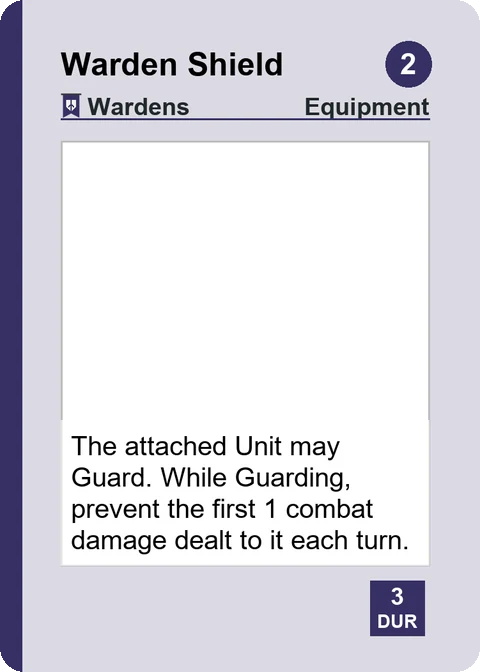 Warden Shield 2
Wardens Equipment
The attached Unit may
Guard. While Guarding,
prevent the first 1 combat
damage dealt to it each turn.
3
DUR